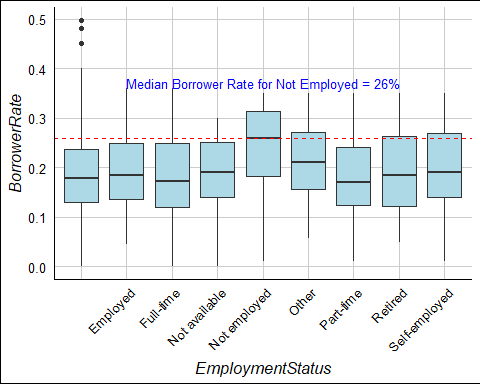 0.5
0.4
Median Borrower Rate for Not Employed = 26%
0.3
0.2
0.1
0.0
BorrowerRate
Employed
Full-time
Not available
Not employed
Other
Part-time
Retired
Self-employed
EmploymentStatus